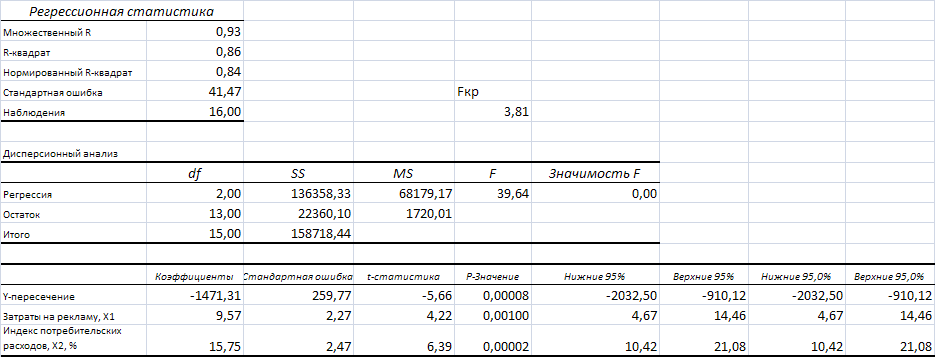 Регрессионная статистика
Множественный R 0,93
R-квадрат 0,86
Нормированный R-квадрат 0,84
Стандартная ошибка 41,47 Fкр
Наблюдения 16,00 3,81
Дисперсионный анализ
df SS MS F Значимость F
Регрессия 2,00 136358,33 68179,17 39,64 0,00
Остаток 13,00 22360,10 1720,01
Итого 15,00 158718,44
Коэффициенты Стандартная ошибка t-статистика P-Значение Нижние 95% Верхние 95% Нижние 95,0% Верхние 95,0%
Y-пересечение -1471,31 259,77 -5,66 0,00008 -2032,50 -910,12 -2032,50 -910,12
Затраты на рекламу, X1 9,57 2,27 4,22 0,00100 4,67 14,46 4,67 14,46
Индекс потребительских
расходов, X2, % 15,75 2,47 6,39 0,00002 10,42 21,08 10,42 21,08